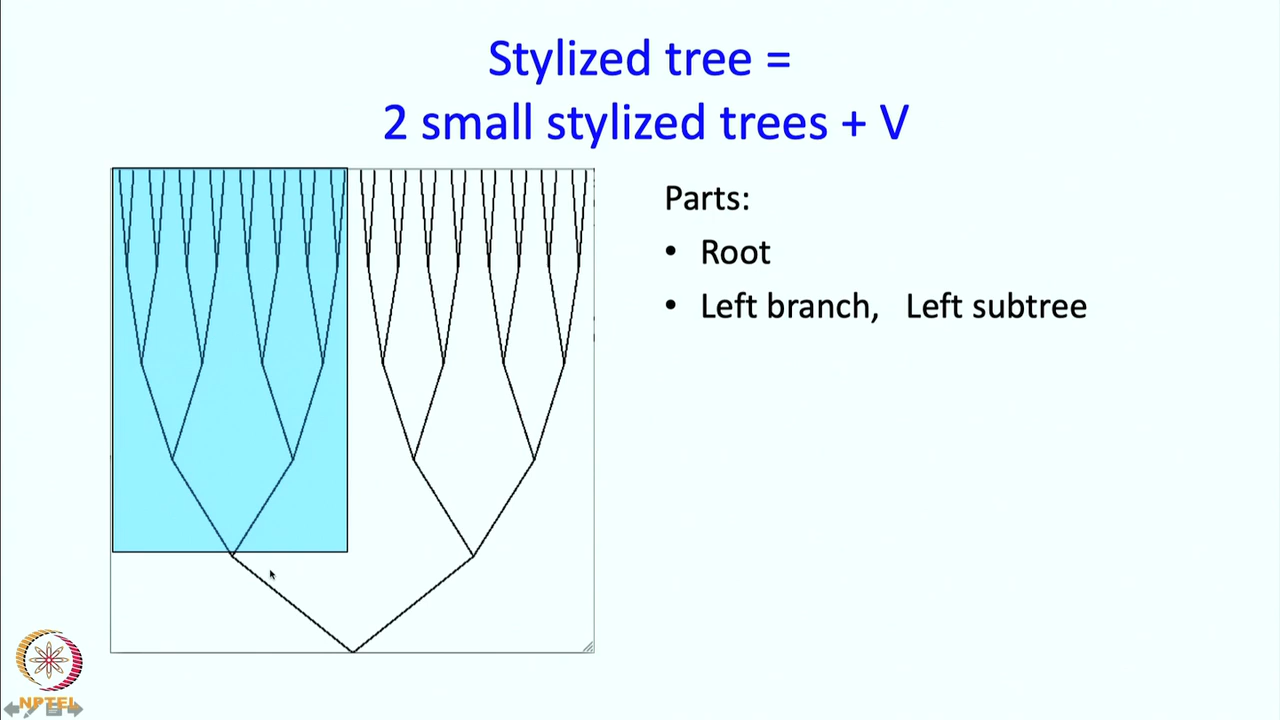 Stylized tree =
2 small stylized trees + V
Parts:
• Root
• Left branch, Left subtree
NPTEL